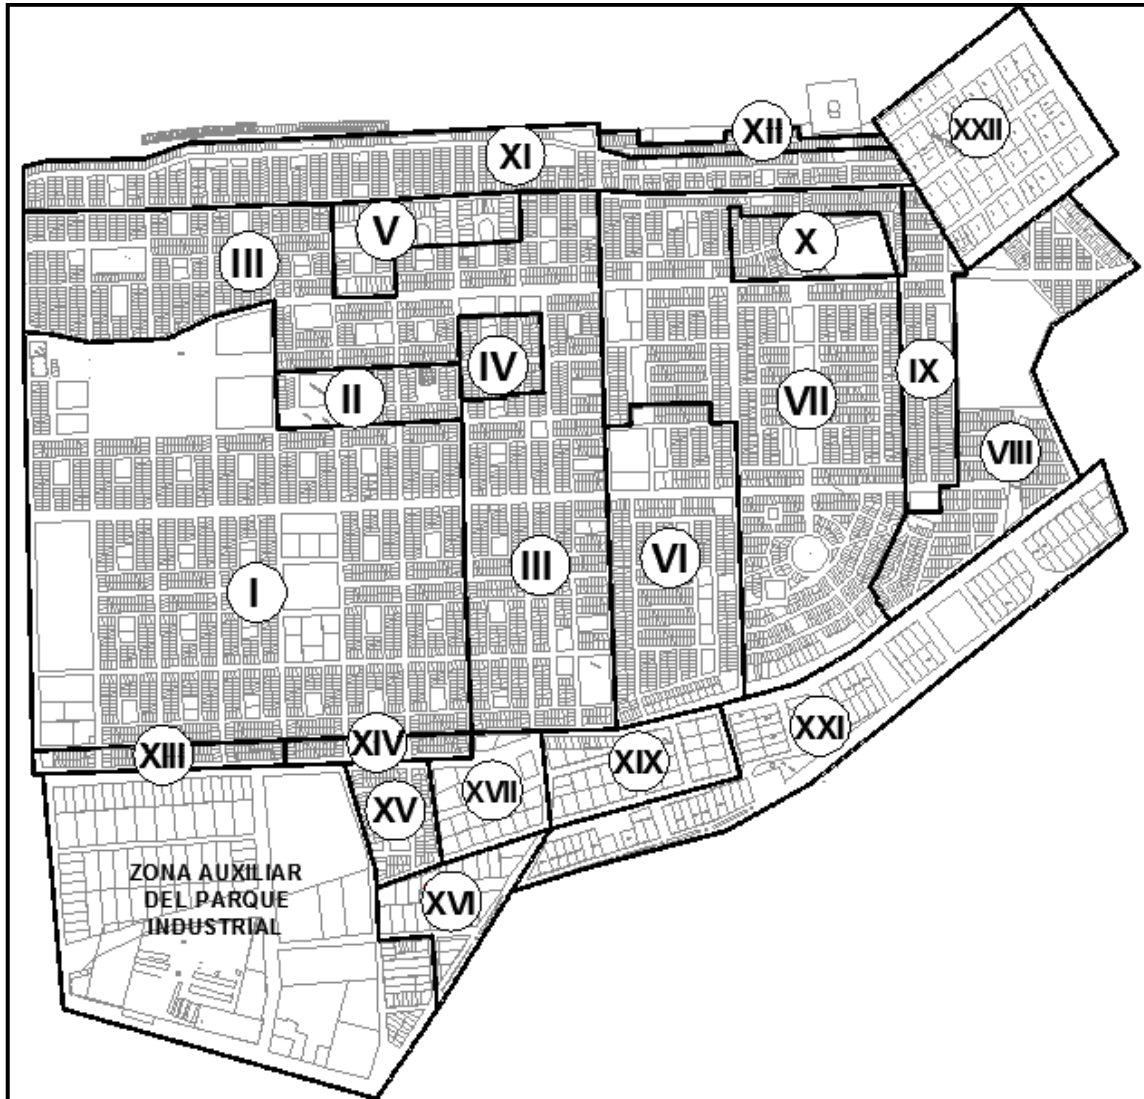 XII
XXII
XI
V
X
III
IV
IX
II
VII
VIII
VI
III
I
XXI
XIV
XIII
XIX
XVII
XV
ZONA AUXILIAR
DEL PARQUE
INDUSTRIAL
XVI